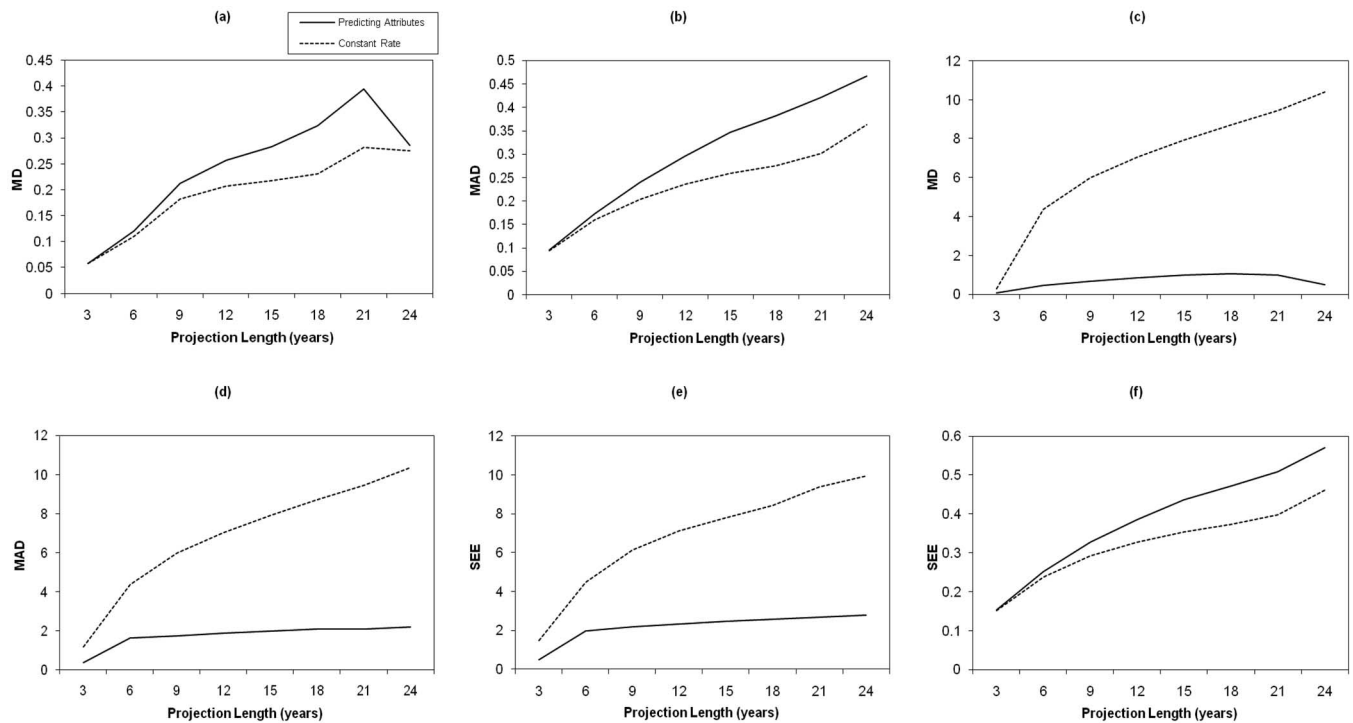 (a)
Predicting Attributes
Constant Rate
0.45
0.4
0.35
0.3
0.25
0.2
0.15
0.1
0.05
0
MD
3 6 9 12 15 18 21 24
Projection Length (years)
(b)
0.5
0.45
0.4
0.35
0.3
0.25
0.2
0.15
0.1
0.05
0
MAD
3 6 9 12 15 18 21 24
Projection Length (years)
(c)
12
10
8
6
4
2
0
MD
3 6 9 12 15 18 21 24
Projection Length (years)
(d)
12
10
8
6
4
2
0
MAD
3 6 9 12 15 18 21 24
Projection Length (years)
(e)
12
10
8
6
4
2
0
SEE
3 6 9 12 15 18 21 24
Projection Length (years)
(f)
0.6
0.5
0.4
0.3
0.2
0.1
0
SEE
3 6 9 12 15 18 21 24
Projection Length (years)